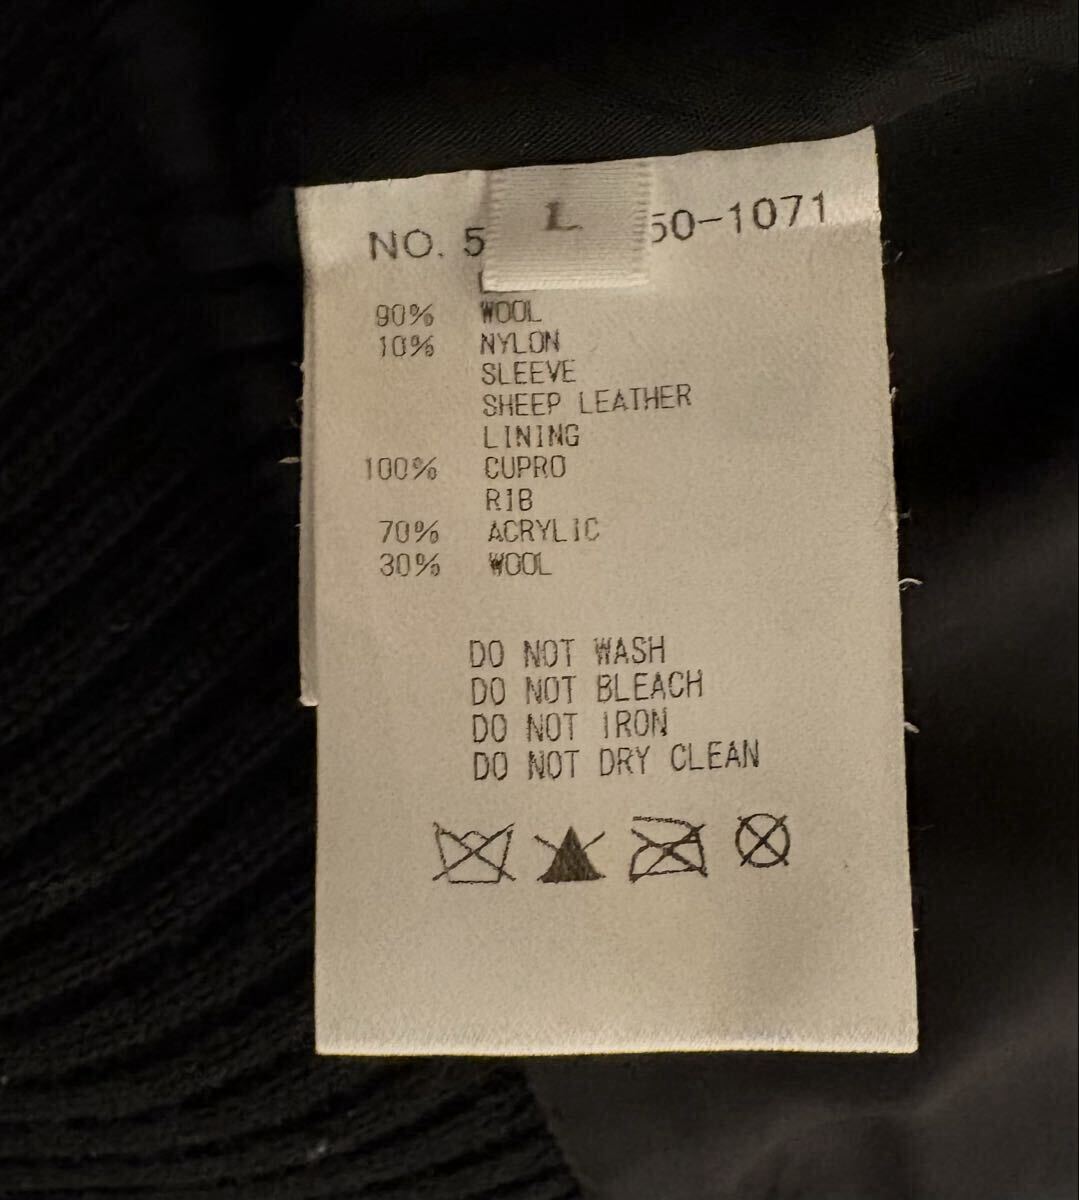 L
NO. 5 50-1071
90% WOOL
10% NYLON
SLEEVE
SHEEP LEATHER
LINING
100% CUPRO
RIB
70% ACRYLIC
30% WOOL
DO NOT WASH
DO NOT BLEACH
DO NOT IRON
DO NOT DRY CLEAN